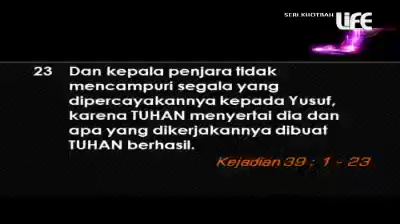 SERI KHOTBAH
LiFE
23 Dan kepala penjara tidak
mencampuri segala yang
dipercayakannya kepada Yusuf,
karena TUHAN menyertai dia dan
apa yang dikerjakannya dibuat
TUHAN berhasil.
Kejadian 39 : 1 - 23